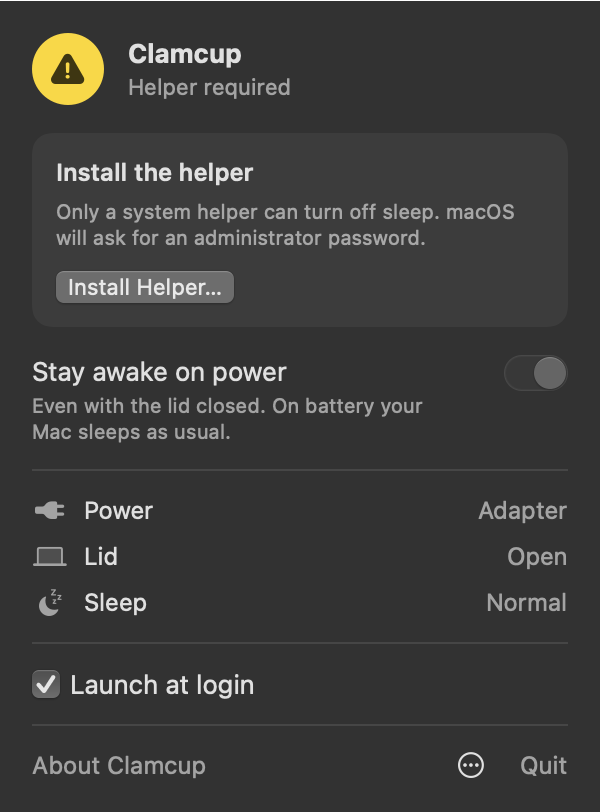 Clamcup
Helper required
Install the helper
Only a system helper can turn off sleep. macOS
will ask for an administrator password.
Install Helper...
Stay awake on power
Even with the lid closed. On battery your
Mac sleeps as usual.
Power Adapter
Lid Open
Sleep Normal
Launch at login
About Clamcup Quit